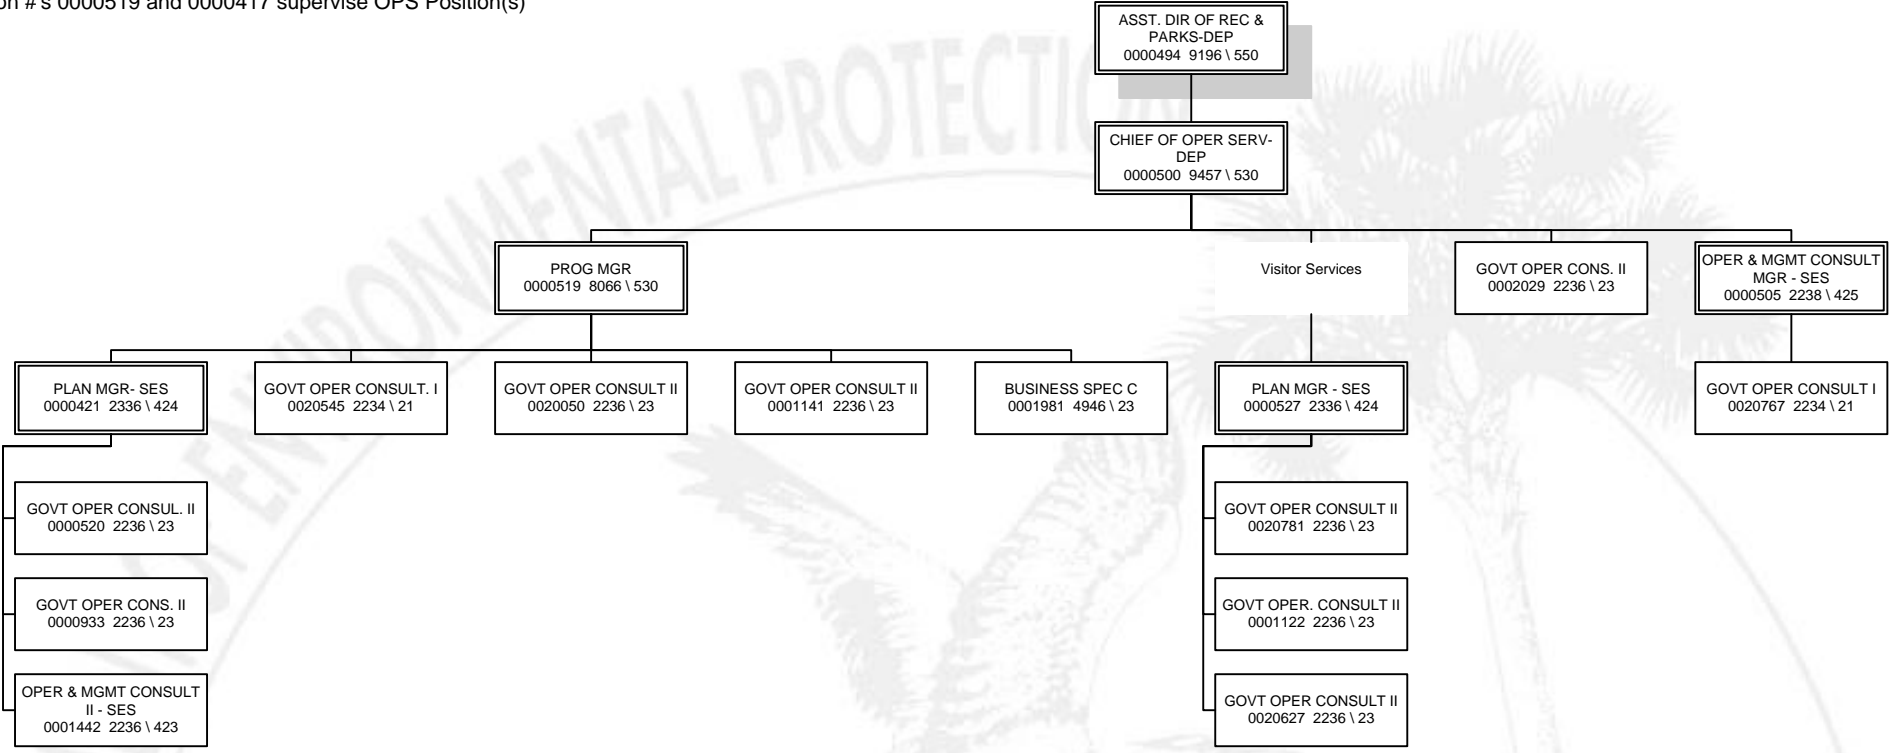 on #'s 0000519 and 0000417 supervise OPS Position(s)
ASST. DIR OF REC &
PARKS-DEP
0000494 9196 \ 550
CHIEF OF OPER SERV-
DEP
0000500 9457 \ 530
PROG MGR
0000519 8066 \ 530
Visitor Services
GOVT OPER CONS. II
0002029 2236 \ 23
OPER & MGMT CONSULT
MGR - SES
0000505 2238 \ 425
PLAN MGR- SES
0000421 2336 \ 424
GOVT OPER CONSULT. I
0020545 2234 \ 21
GOVT OPER CONSULT II
0020050 2236 \ 23
GOVT OPER CONSULT II
0001141 2236 \ 23
BUSINESS SPEC C
0001981 4946 \ 23
PLAN MGR - SES
0000527 2336 \ 424
GOVT OPER CONSULT I
0020767 2234 \ 21
GOVT OPER CONSUL. II
0000520 2236 \ 23
GOVT OPER CONS. II
0000933 2236 \ 23
OPER & MGMT CONSULT
II - SES
0001442 2236 \ 423
GOVT OPER CONSULT II
0020781 2236 \ 23
GOVT OPER. CONSULT II
0001122 2236 \ 23
GOVT OPER CONSULT II
0020627 2236 \ 23
OF ENVIRONMENTAL PROTECTION